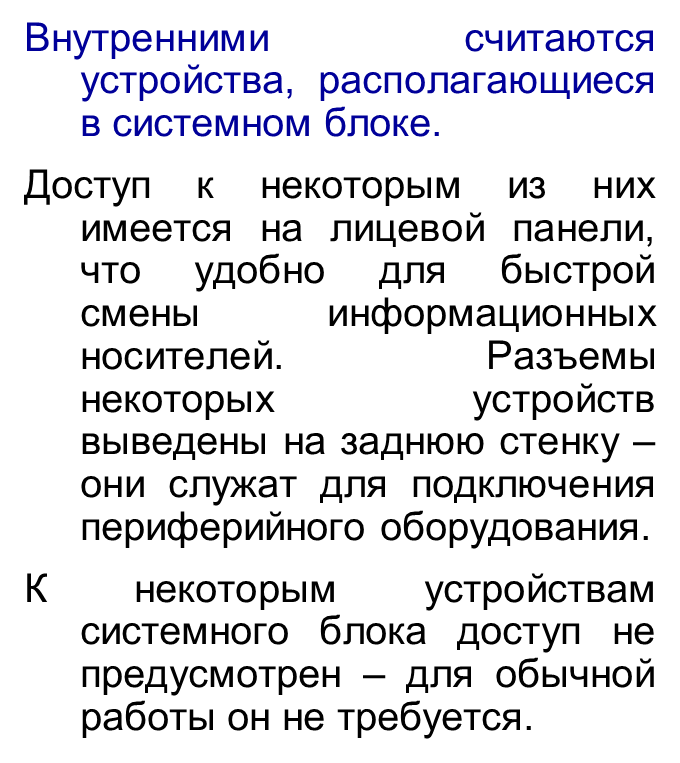 Внутренними считаются
устройства, располагающиеся
в системном блоке.
Доступ к некоторым из них
имеется на лицевой панели,
что удобно для быстрой
смены информационных
носителей. Разъемы
некоторых устройств
выведены на заднюю стенку –
они служат для подключения
периферийного оборудования.
К некоторым устройствам
системного блока доступ не
предусмотрен – для обычной
работы он не требуется.